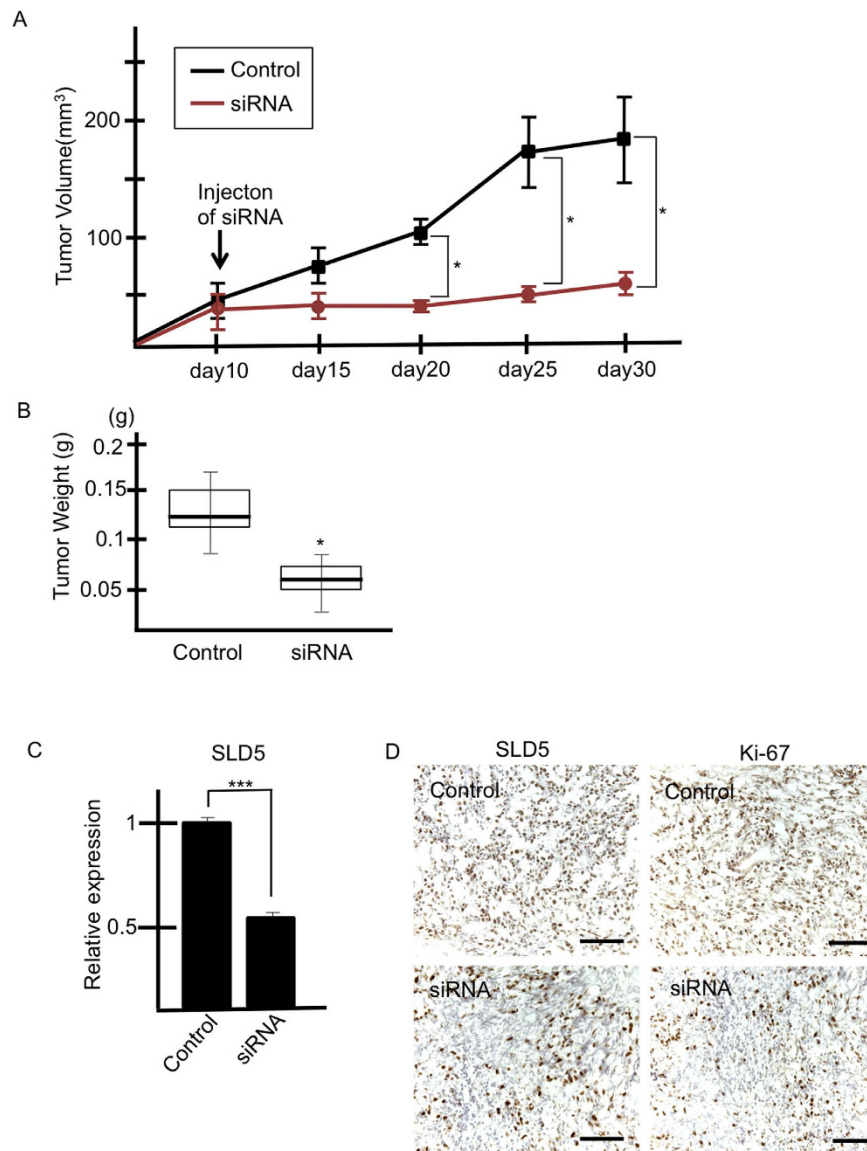 A
Tumor Volume(mm³)
200
100
Control
siRNA
Injecton
of siRNA
*
*
*
day10
day15
day20
day25
day30
B
(g)
Tumor Weight (g)
0.2
0.15
0.1
0.05
*
Control
siRNA
C
SLD5
***
Relative expression
1
0.5
Control
siRNA
D
SLD5
Ki-67
Control
Control
siRNA
siRNA